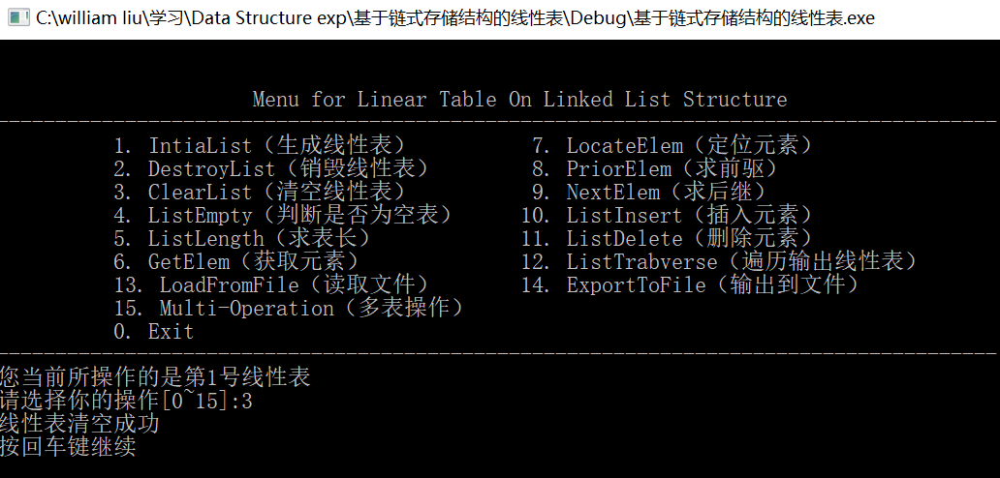 C:\william liu\学习\Data Structure exp\基于链式存储结构的线性表\Debug\基于链式存储结构的线性表.exe
Menu for Linear Table On Linked List Structure
1. IntiaList（生成线性表） 7. LocateElem（定位元素）
2. DestroyList（销毁线性表） 8. PriorElem（求前驱）
3. ClearList（清空线性表） 9. NextElem（求后继）
4. ListEmpty（判断是否为空表） 10. ListInsert（插入元素）
5. ListLength（求表长） 11. ListDelete（删除元素）
6. GetElem（获取元素） 12. ListTrabverse（遍历输出线性表）
13. LoadFromFile（读取文件） 14. ExportToFile（输出到文件）
15. Multi-Operation（多表操作）
0. Exit
您当前所操作的是第1号线性表
请选择你的操作[0~15]:3
线性表清空成功
按回车键继续